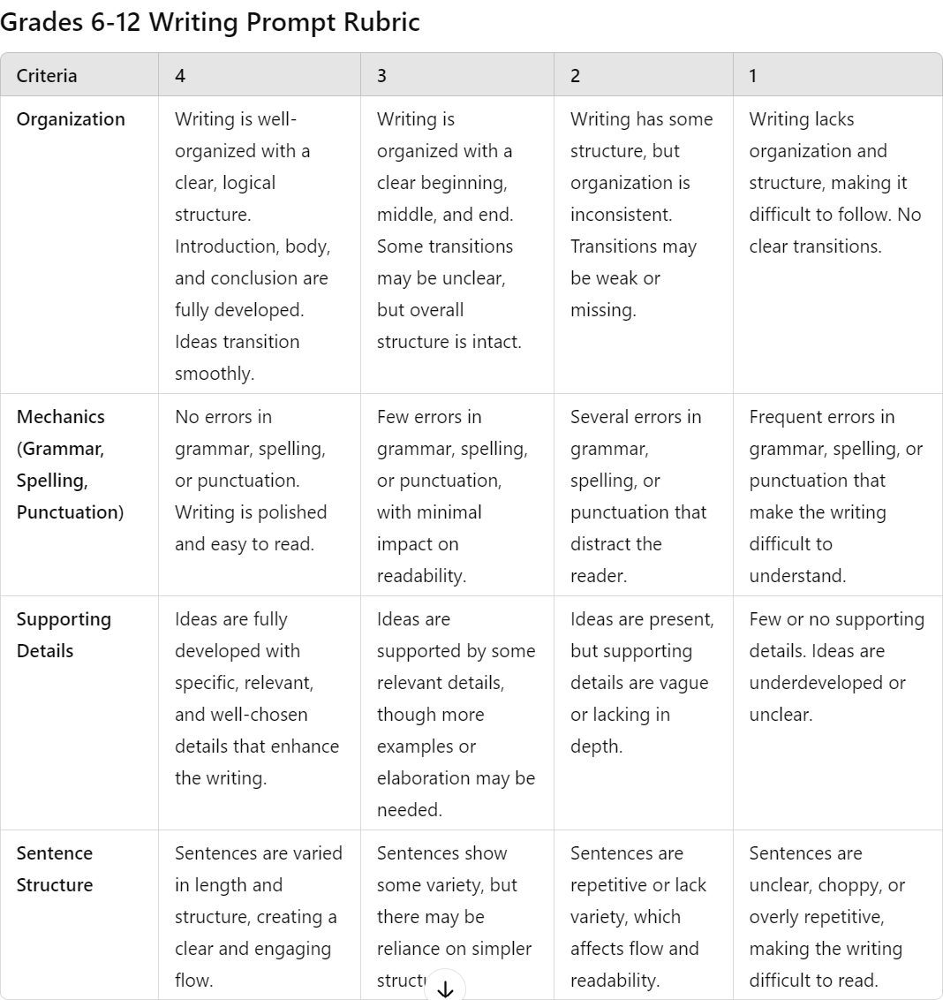 Grades 6-12 Writing Prompt Rubric
Criteria 4 3 2 1
Organization
Writing is well-
organized with a
clear, logical
structure.
Introduction, body,
and conclusion are
fully developed.
Ideas transition
smoothly.
Writing is
organized with a
clear beginning,
middle, and end.
Some transitions
may be unclear,
but overall
structure is intact.
Writing has some
structure, but
organization is
inconsistent.
Transitions may
be weak or
missing.
Writing lacks
organization and
structure, making it
difficult to follow. No
clear transitions.
Mechanics
(Grammar,
Spelling,
Punctuation)
No errors in
grammar, spelling,
or punctuation.
Writing is polished
and easy to read.
Few errors in
grammar, spelling,
or punctuation,
with minimal
impact on
readability.
Several errors in
grammar,
spelling, or
punctuation that
distract the
reader.
Frequent errors in
grammar, spelling, or
punctuation that
make the writing
difficult to
understand.
Supporting
Details
Ideas are fully
developed with
specific, relevant,
and well-chosen
details that enhance
the writing.
Ideas are
supported by some
relevant details,
though more
examples or
elaboration may be
needed.
Ideas are present,
but supporting
details are vague
or lacking in
depth.
Few or no supporting
details. Ideas are
underdeveloped or
unclear.
Sentence
Structure
Sentences are varied
in length and
structure, creating a
clear and engaging
flow.
Sentences show
some variety, but
there may be
reliance on simpler
Sentences are
repetitive or lack
variety, which
affects flow and
readability.
Sentences are
unclear, choppy, or
overly repetitive,
making the writing
difficult to read.